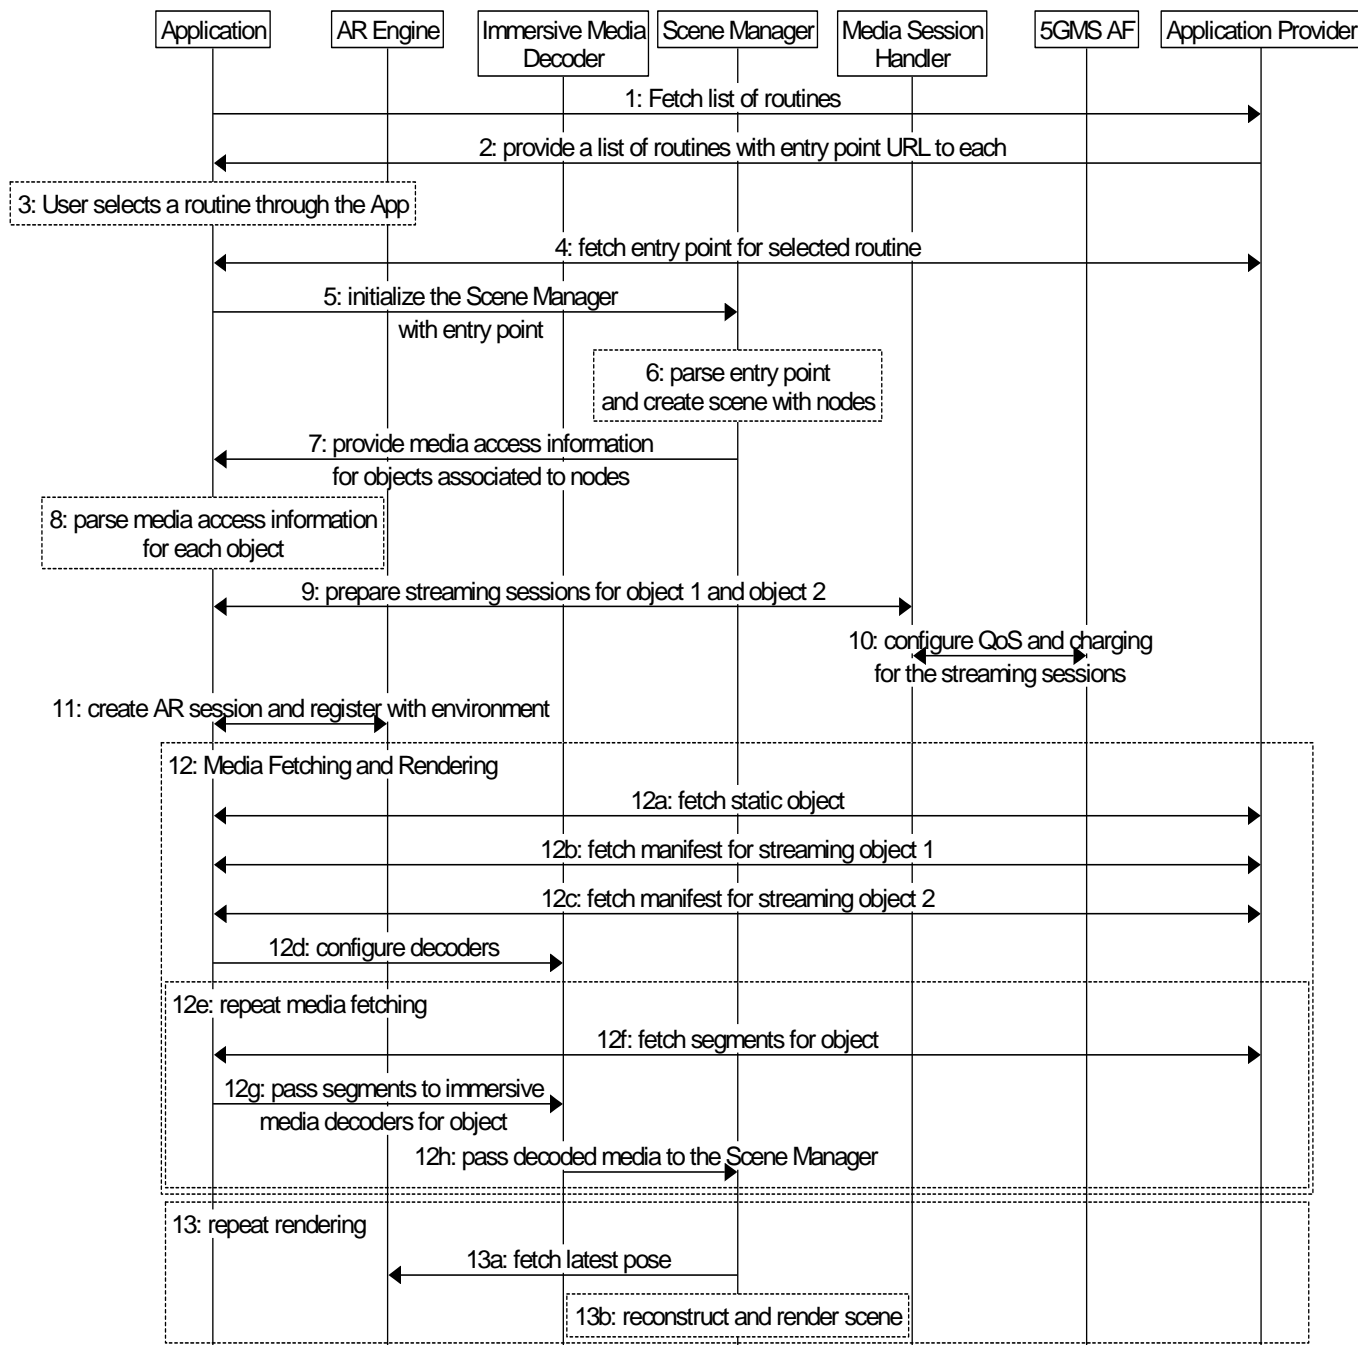 Application
AR Engine
Immersive Media
Decoder
Scene Manager
Media Session
Handler
5GMS AF
Application Provider
1: Fetch list of routines
2: provide a list of routines with entry point URL to each
3: User selects a routine through the App
4: fetch entry point for selected routine
5: initialize the Scene Manager
with entry point
6: parse entry point
and create scene with nodes
7: provide media access information
for objects associated to nodes
8: parse media access information
for each object
9: prepare streaming sessions for object 1 and object 2
10: configure QoS and charging
for the streaming sessions
11: create AR session and register with environment
12: Media Fetching and Rendering
12a: fetch static object
12b: fetch manifest for streaming object 1
12c: fetch manifest for streaming object 2
12d: configure decoders
12e: repeat media fetching
12f: fetch segments for object
12g: pass segments to immersive
media decoders for object
12h: pass decoded media to the Scene Manager
13: repeat rendering
13a: fetch latest pose
13b: reconstruct and render scene